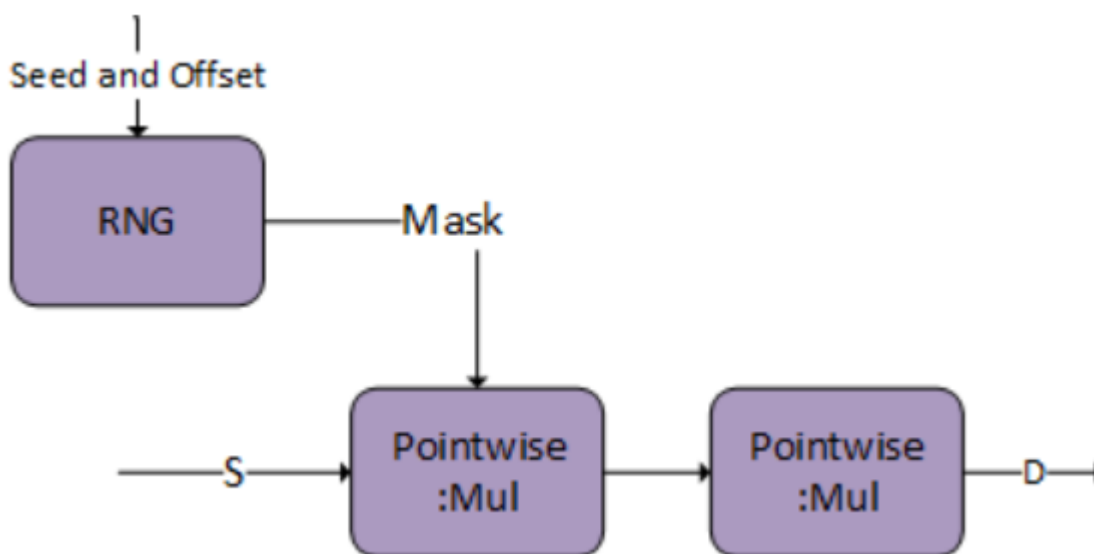 Seed and Offset
RNG
Mask
S
Pointwise
:Mul
Pointwise
:Mul
D